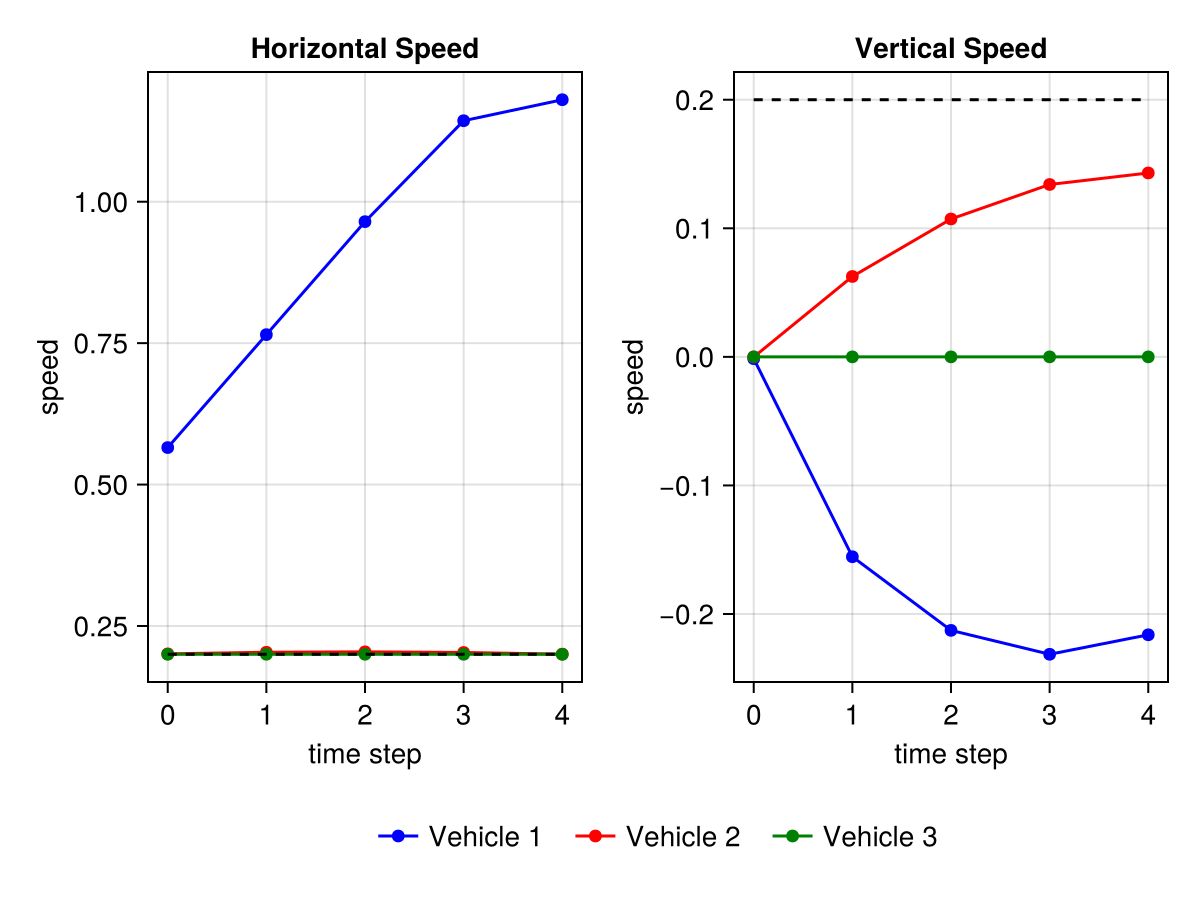 Horizontal Speed
1.00
0.75
0.50
0.25
speed
0 1 2 3 4
time step
Vertical Speed
0.2
0.1
0.0
−0.1
−0.2
speed
0 1 2 3 4
time step
Vehicle 1 Vehicle 2 Vehicle 3